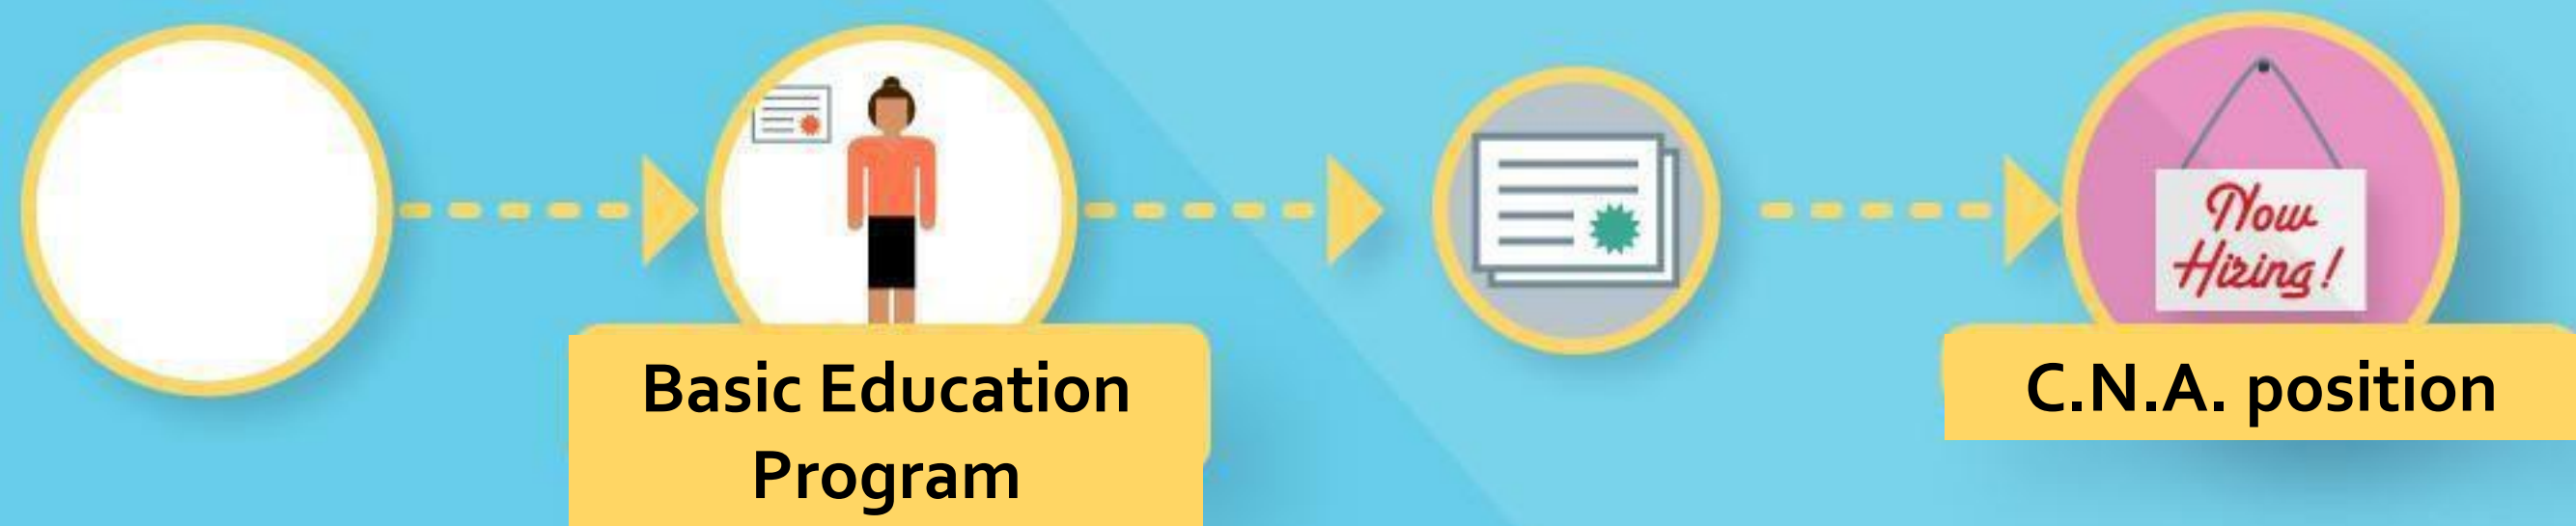 Now
Hiring!
Basic Education
Program
C.N.A. position